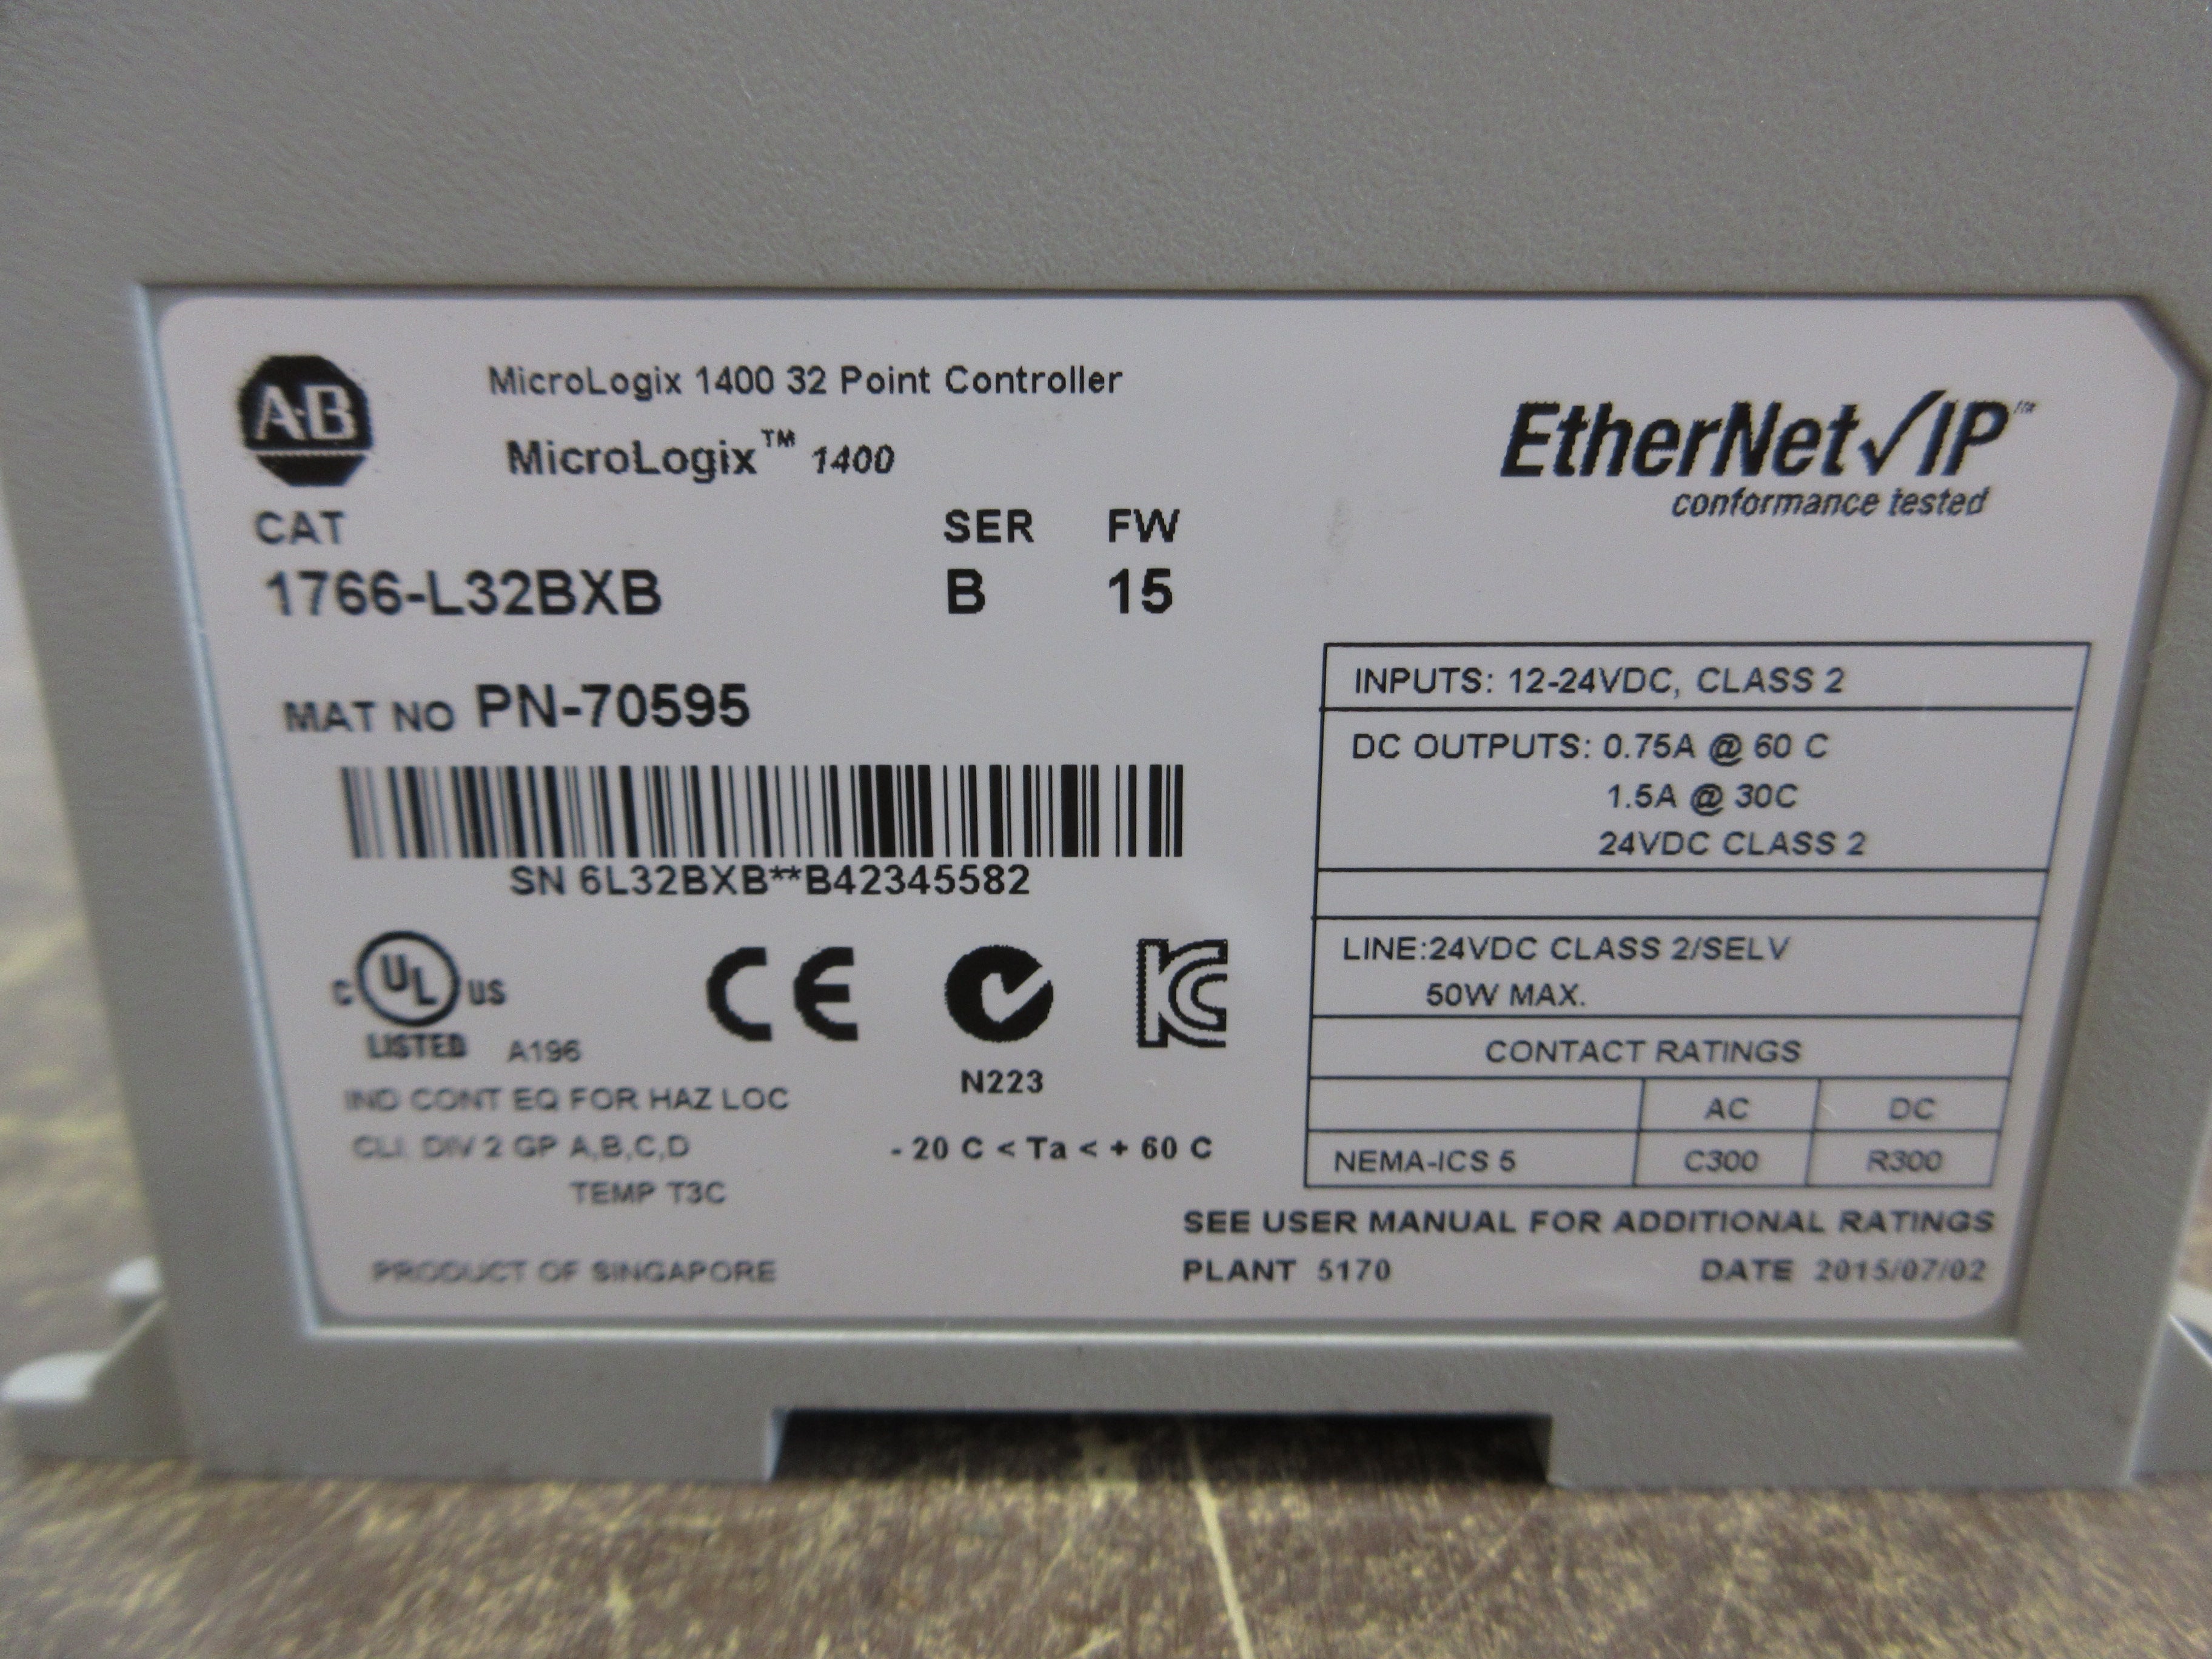 A-B
MicroLogix 1400 32 Point Controller
MicroLogix™ 1400
EtherNet/IP™
conformance tested
CAT SER FW
1766-L32BXB B 15
MAT NO PN-70595
SN 6L32BXB**B42345582
C UL US
LISTED A196
CE
N223
IND CONT EQ FOR HAZ LOC
CLI, DIV 2 GP A,B,C,D
TEMP T3C
- 20 C < Ta < + 60 C
PRODUCT OF SINGAPORE
INPUTS: 12-24VDC, CLASS 2
DC OUTPUTS: 0.75A @ 60 C
1.5A @ 30C
24VDC CLASS 2
LINE:24VDC CLASS 2/SELV
50W MAX.
CONTACT RATINGS
AC DC
NEMA-ICS 5 C300 R300
SEE USER MANUAL FOR ADDITIONAL RATINGS
PLANT 5170 DATE 2015/07/02